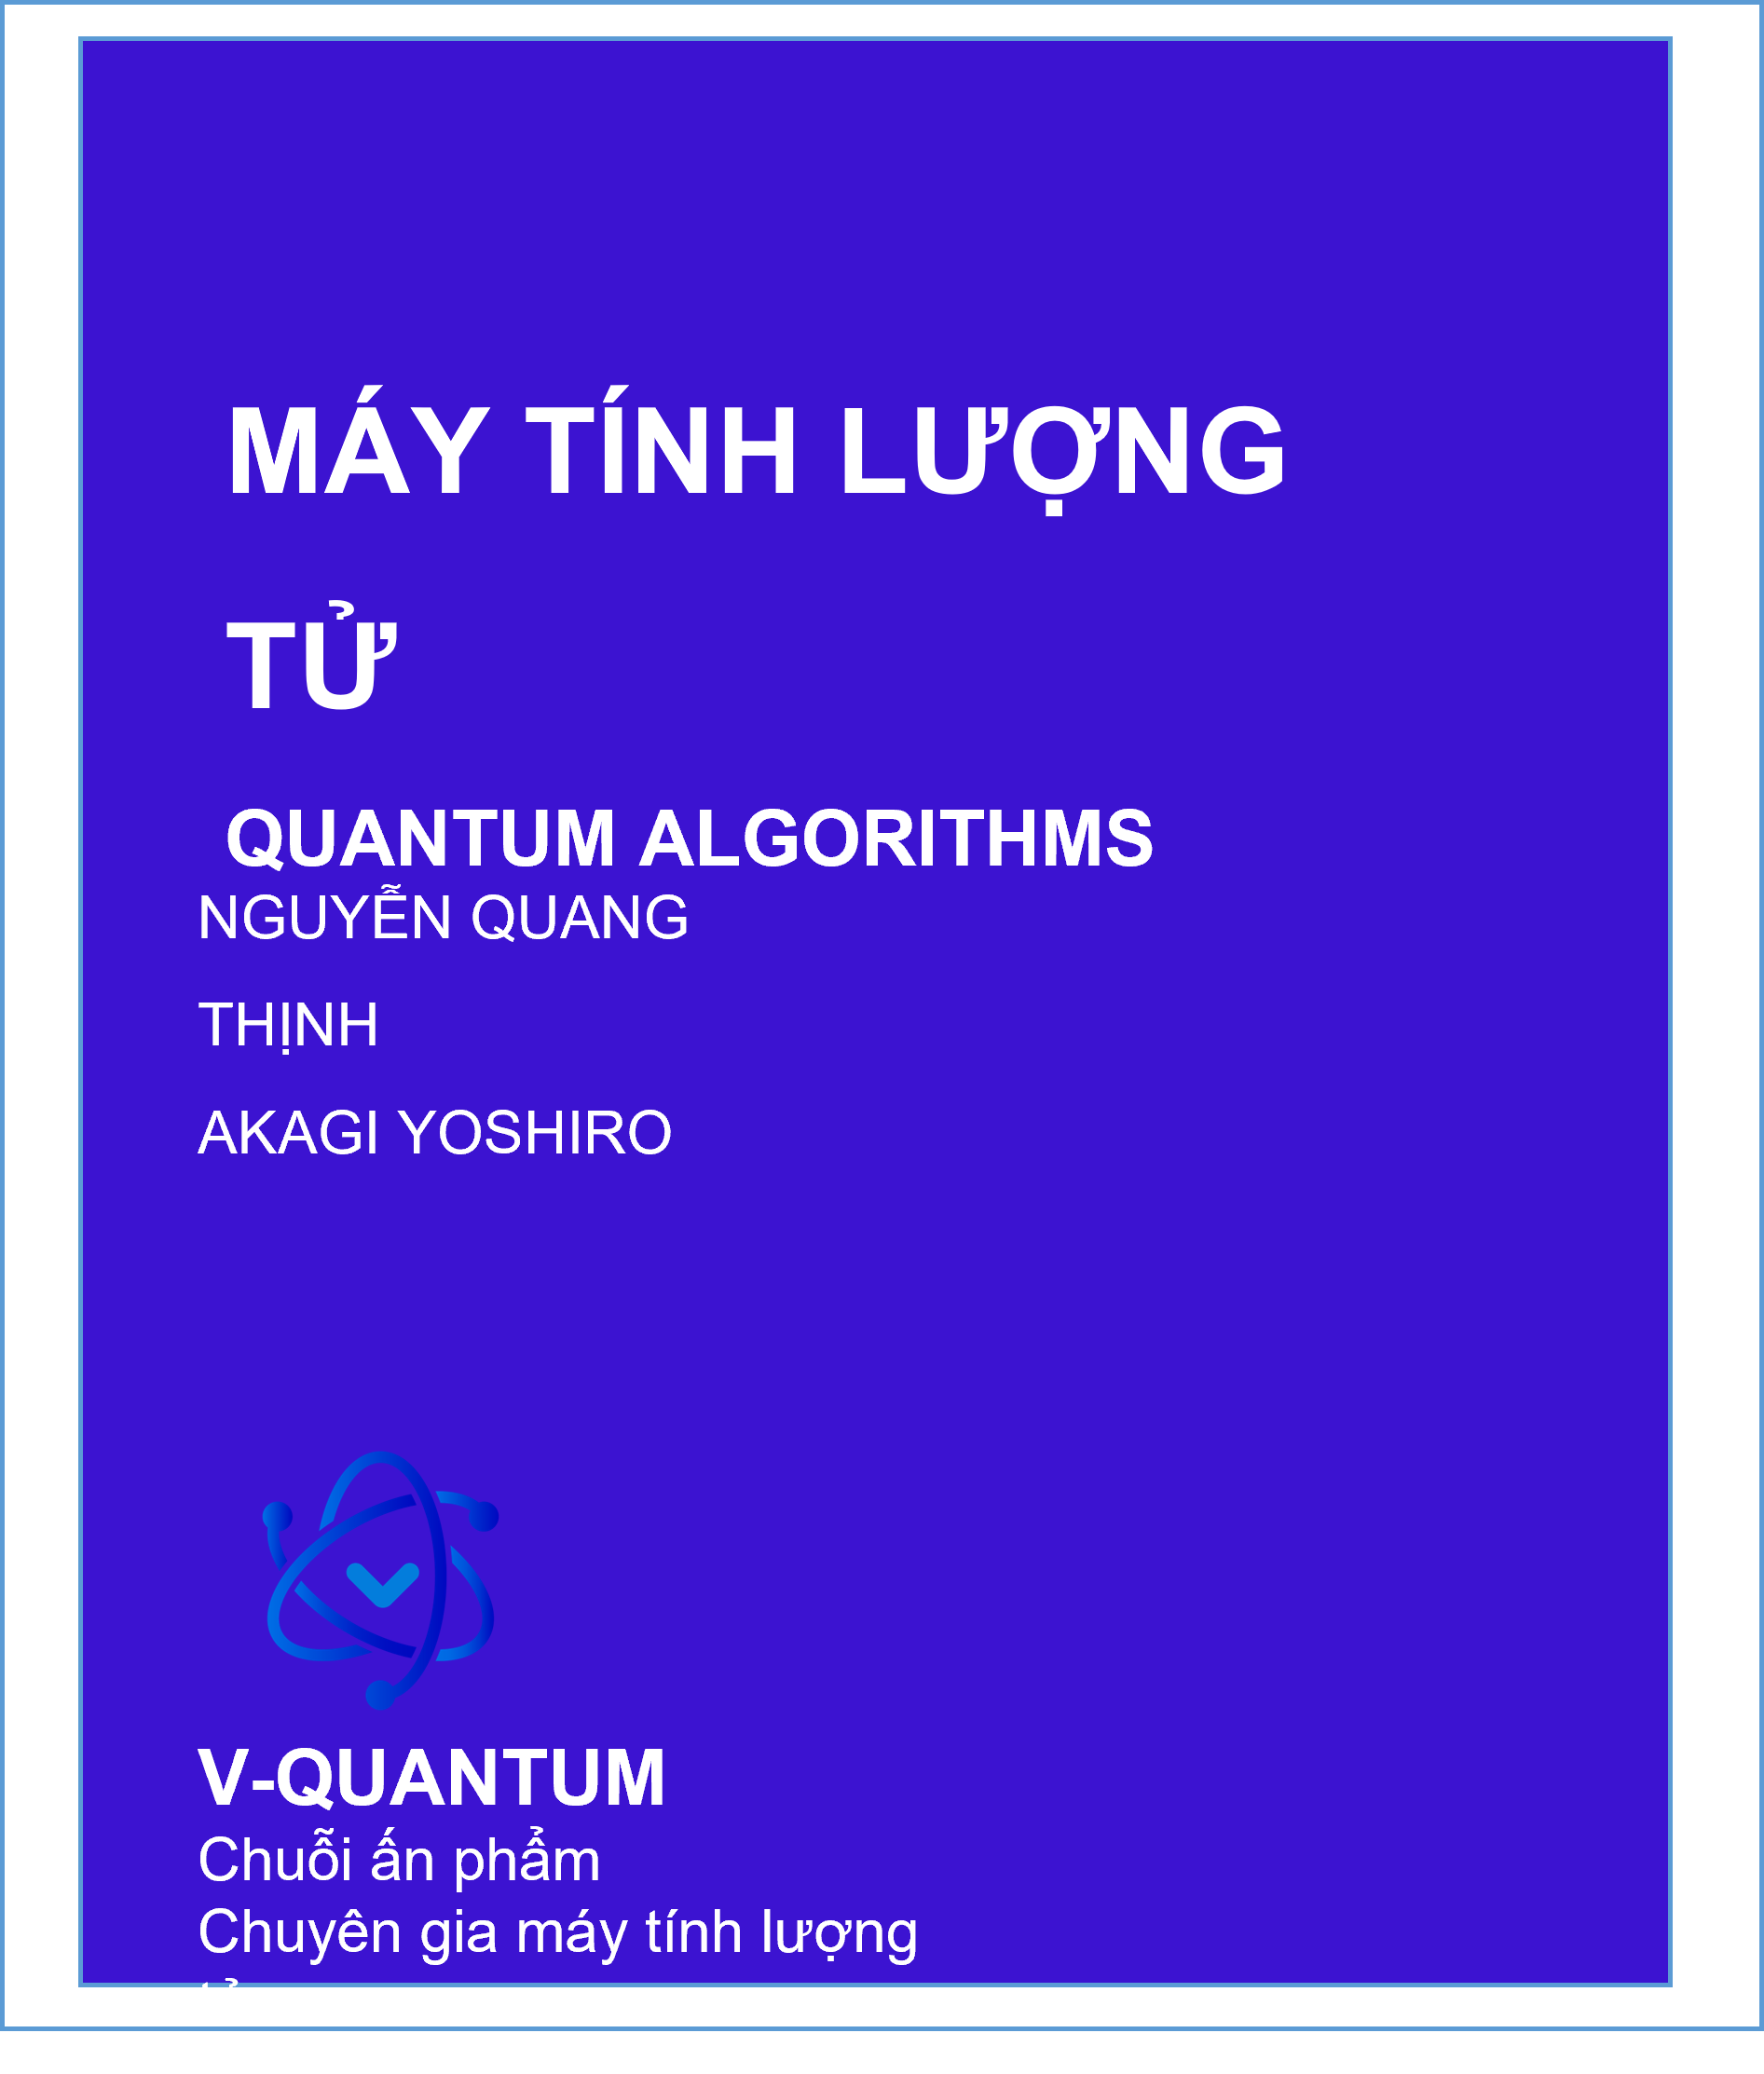 MÁY TÍNH LƯỢNG
TỬ
QUANTUM ALGORITHMS
NGUYỄN QUANG
THỊNH
AKAGI YOSHIRO
V-QUANTUM
Chuỗi ấn phẩm
Chuyên gia máy tính lượng